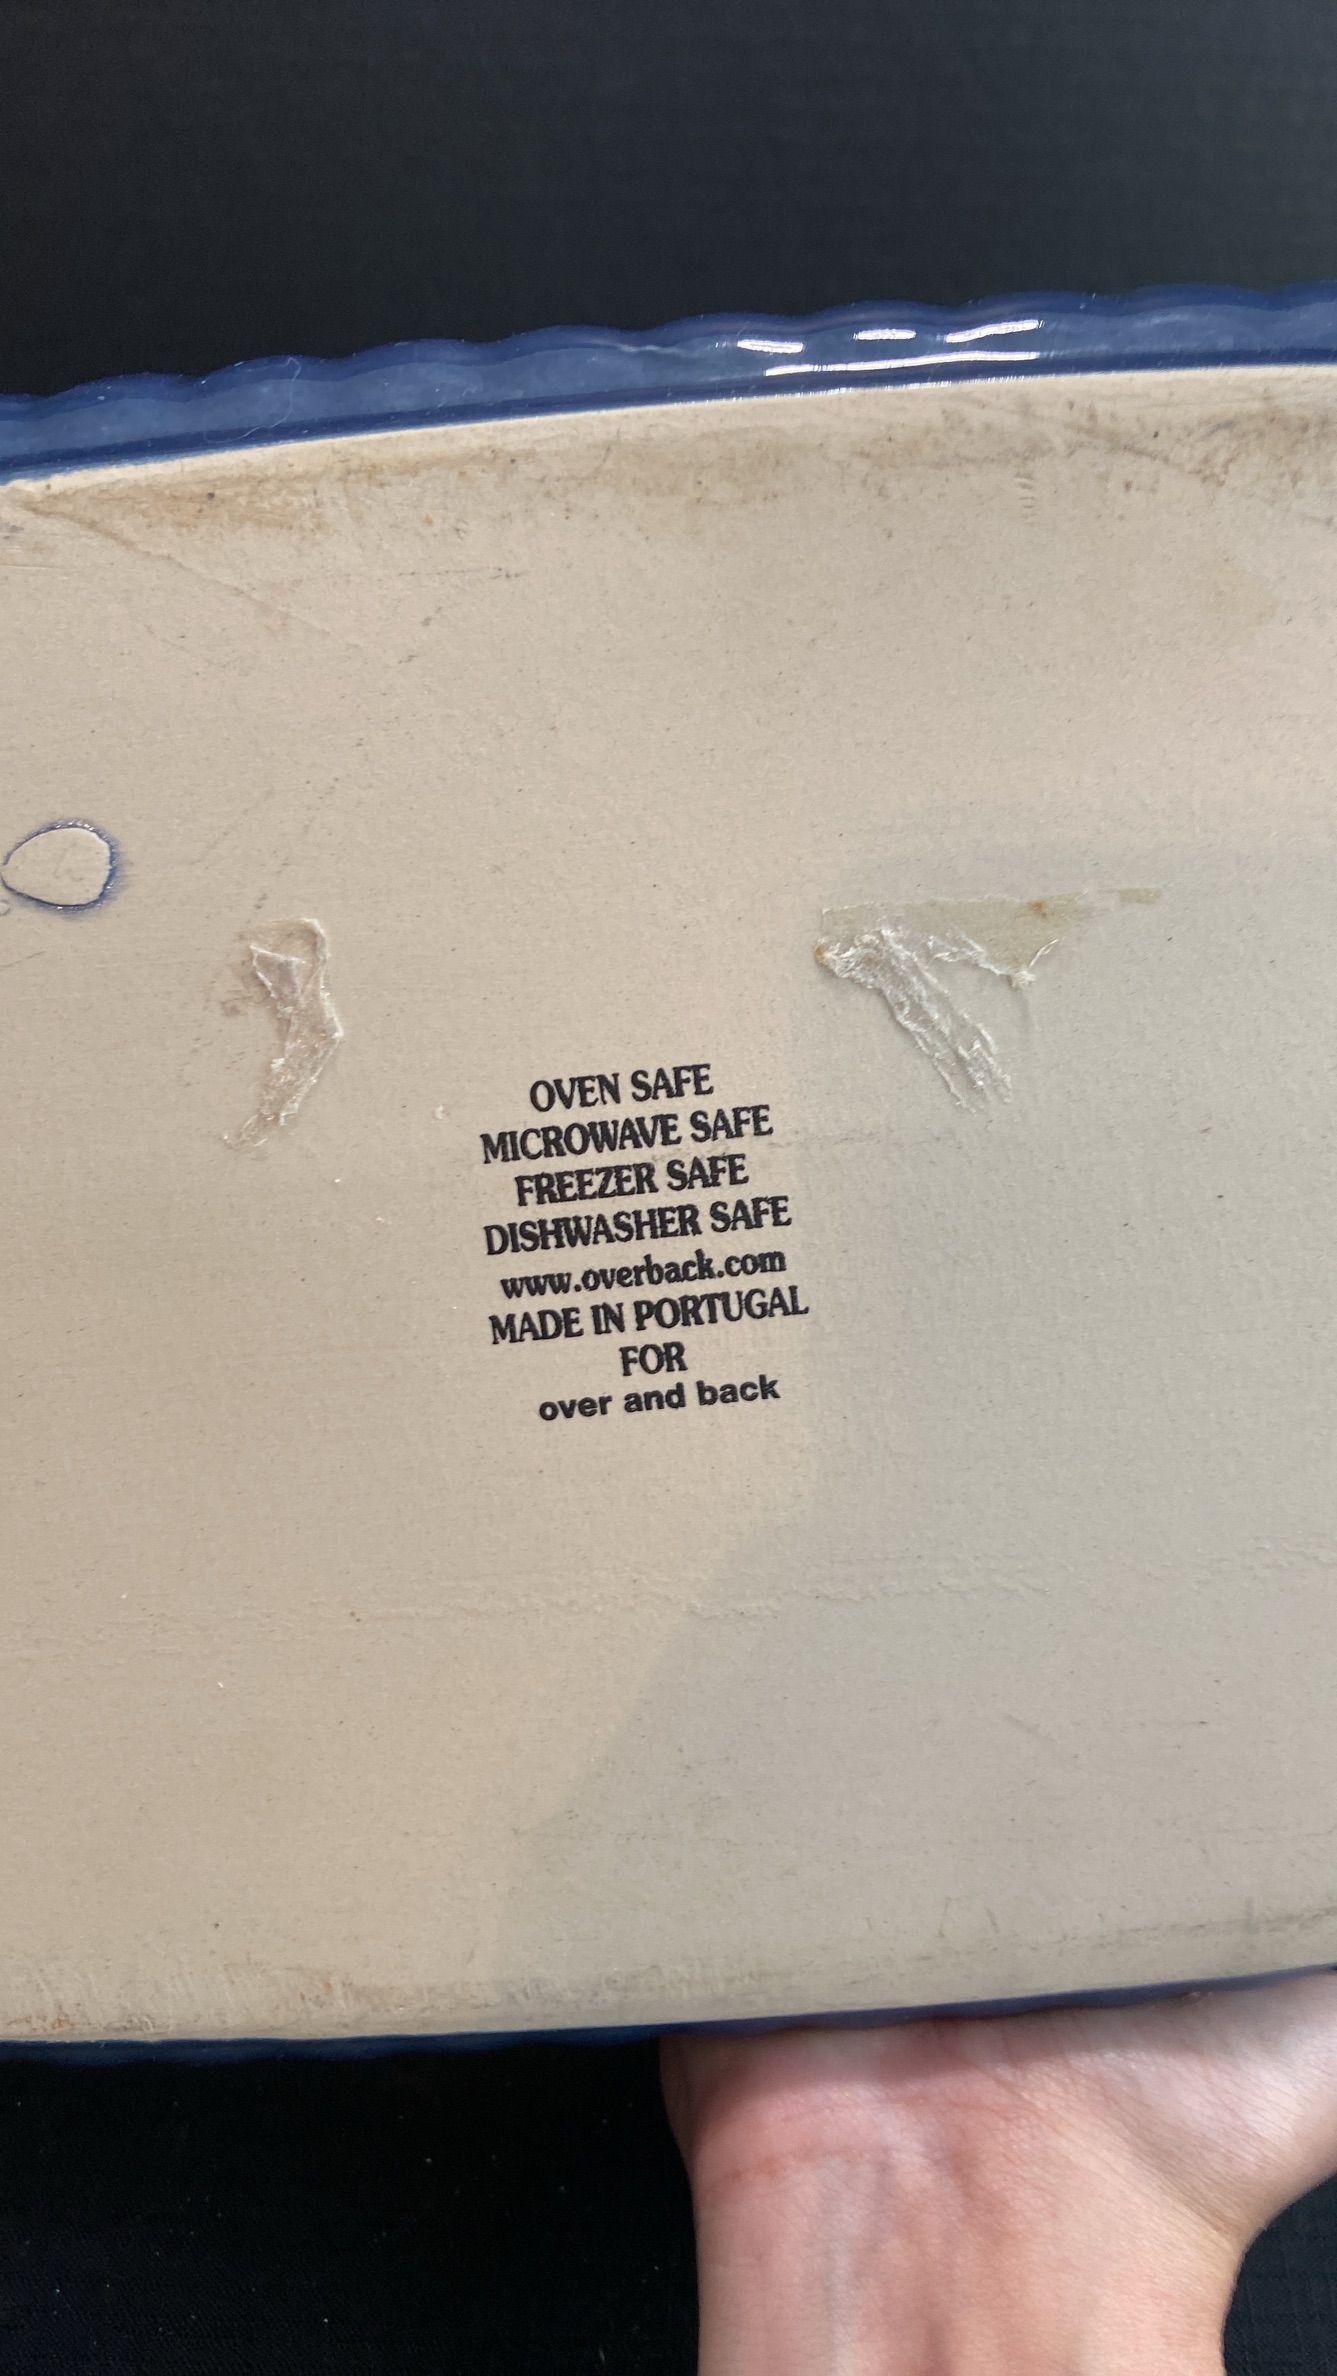 OVEN SAFE
MICROWAVE SAFE
FREEZER SAFE
DISHWASHER SAFE
www.overback.com
MADE IN PORTUGAL
FOR
over and back